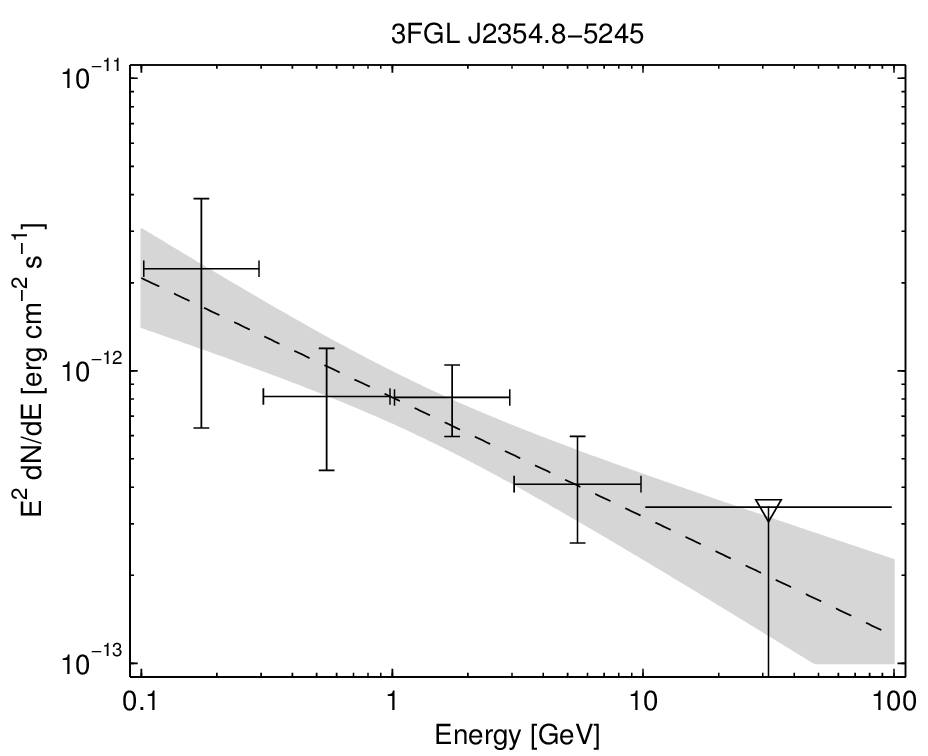 3FGL J2354.8−5245
10⁻¹¹
10⁻¹²
10⁻¹³
E² dN/dE [erg cm⁻² s⁻¹]
0.1 1 10 100
Energy [GeV]